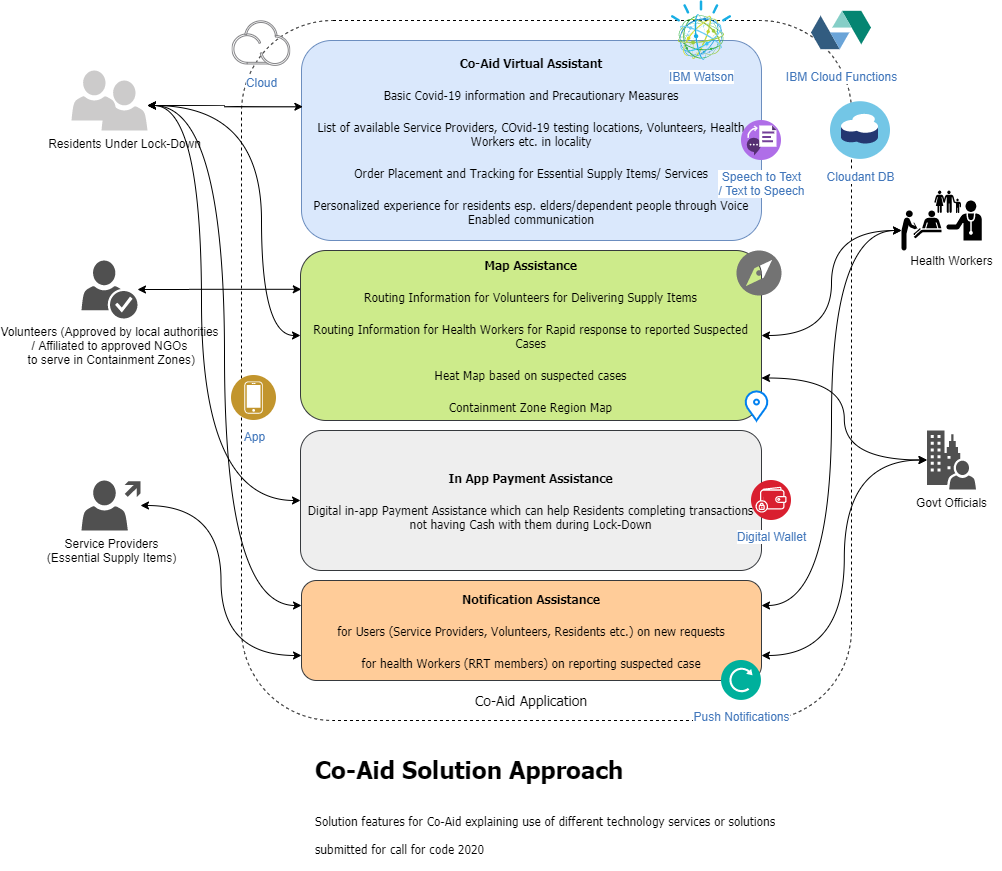 Cloud
IBM Watson
IBM Cloud Functions
Co-Aid Virtual Assistant
Basic Covid-19 information and Precautionary Measures
List of available Service Providers, COvid-19 testing locations, Volunteers, Health
Workers etc. in locality
Order Placement and Tracking for Essential Supply Items/ Services
Personalized experience for residents esp. elders/dependent people through Voice
Enabled communication
Speech to Text
/ Text to Speech
Cloudant DB
Residents Under Lock-Down
Health Workers
Map Assistance
Routing Information for Volunteers for Delivering Supply Items
Routing Information for Health Workers for Rapid response to reported Suspected
Cases
Heat Map based on suspected cases
Containment Zone Region Map
Volunteers (Approved by local authorities
/ Affiliated to approved NGOs
to serve in Containment Zones)
App
In App Payment Assistance
Digital in-app Payment Assistance which can help Residents completing transactions
not having Cash with them during Lock-Down
Digital Wallet
Govt Officials
Service Providers
(Essential Supply Items)
Notification Assistance
for Users (Service Providers, Volunteers, Residents etc.) on new requests
for health Workers (RRT members) on reporting suspected case
Push Notifications
Co-Aid Application
Co-Aid Solution Approach
Solution features for Co-Aid explaining use of different technology services or solutions
submitted for call for code 2020